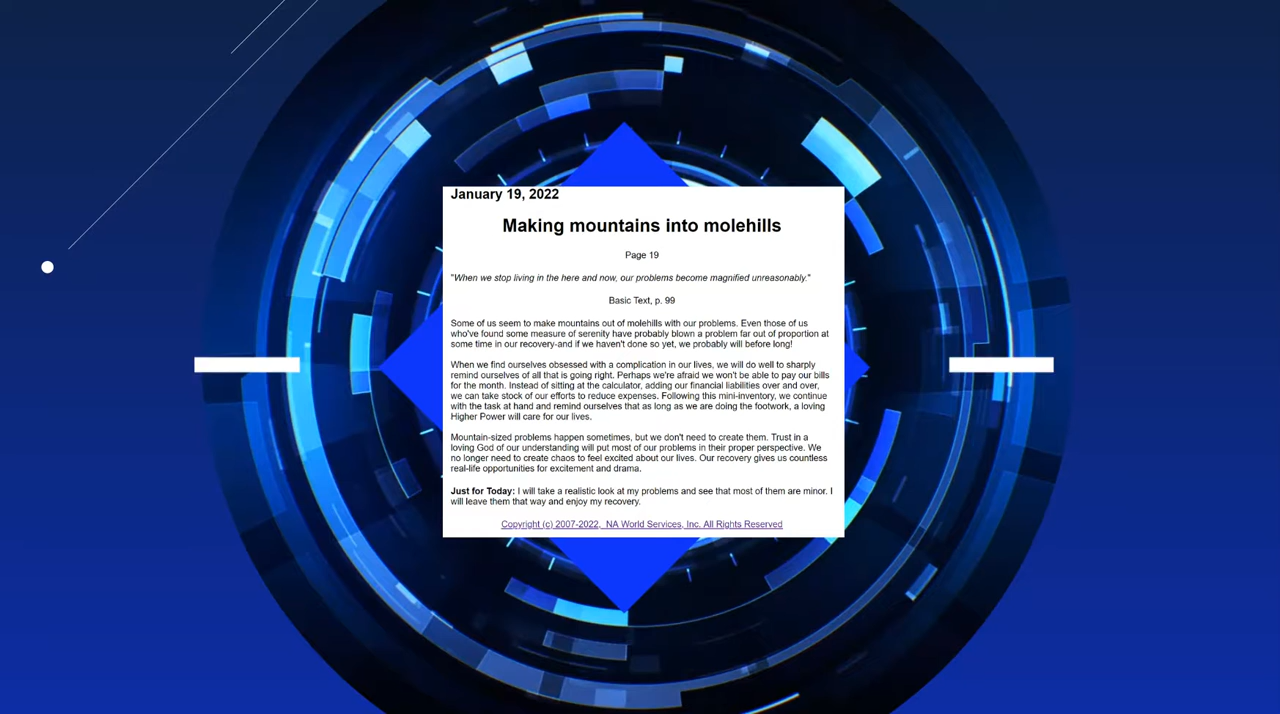 January 19, 2022
Making mountains into molehills
Page 19
"When we stop living in the here and now, our problems become magnified unreasonably."
Basic Text, p. 99
Some of us seem to make mountains out of molehills with our problems. Even those of us
who've found some measure of serenity have probably blown a problem far out of proportion at
some time in our recovery-and if we haven't done so yet, we probably will before long!
When we find ourselves obsessed with a complication in our lives, we will do well to sharply
remind ourselves of all that is going right. Perhaps we're afraid we won't be able to pay our bills
for the month. Instead of sitting at the calculator, adding our financial liabilities over and over,
we can take stock of our efforts to reduce expenses. Following this mini-inventory, we continue
with the task at hand and remind ourselves that as long as we are doing the footwork, a loving
Higher Power will care for our lives.
Mountain-sized problems happen sometimes, but we don't need to create them. Trust in a
loving God of our understanding will put most of our problems in their proper perspective. We
no longer need to create chaos to feel excited about our lives. Our recovery gives us countless
real-life opportunities for excitement and drama.
Just for Today: I will take a realistic look at my problems and see that most of them are minor. I
will leave them that way and enjoy my recovery.
Copyright (c) 2007-2022, NA World Services, Inc. All Rights Reserved